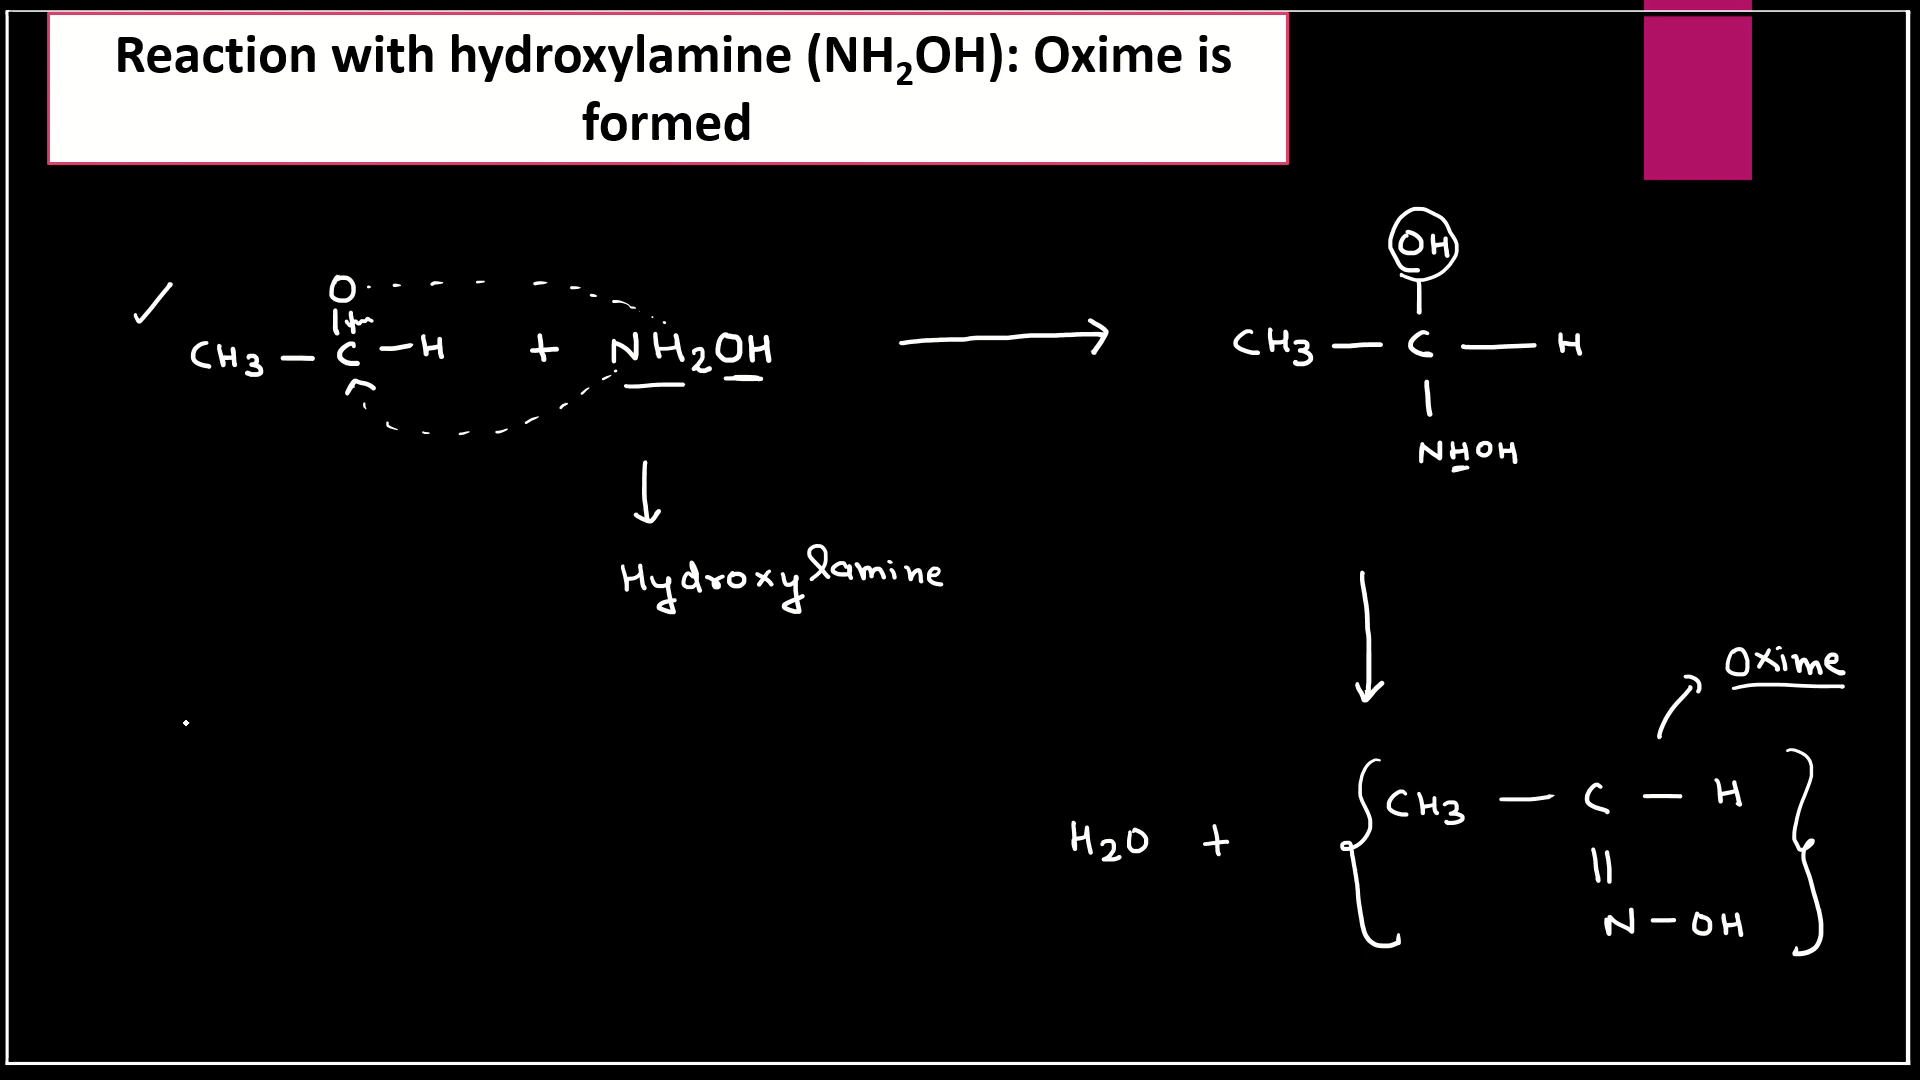 Reaction with hydroxylamine (NH₂OH): Oxime is
formed
OH
O
||
CH₃ — C — H + NH₂OH
CH₃ — C — H
|
NHOH
Hydroxylamine
Oxime
CH₃ — C — H
H₂O +
||
N — OH